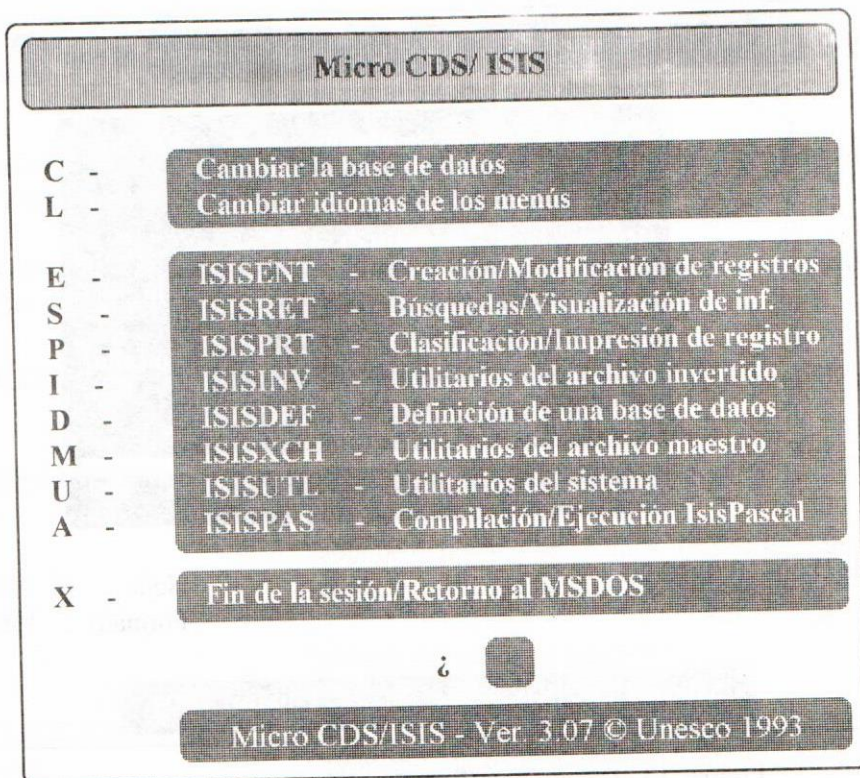 Micro CDS/ ISIS
C - Cambiar la base de datos
L - Cambiar idiomas de los menús
E - ISISENT - Creación/Modificación de registros
S - ISISRET - Búsquedas/Visualización de inf.
P - ISISPRT - Clasificación/Impresión de registro
I - ISISINV - Utilitarios del archivo invertido
D - ISISDEF - Definición de una base de datos
M - ISISXCH - Utilitarios del archivo maestro
U - ISISUTL - Utilitarios del sistema
A - ISISPAS - Compilación/Ejecución IsisPascal
X - Fin de la sesión/Retorno al MSDOS
¿
Micro CDS/ISIS - Ver 3.07 © Unesco 1993